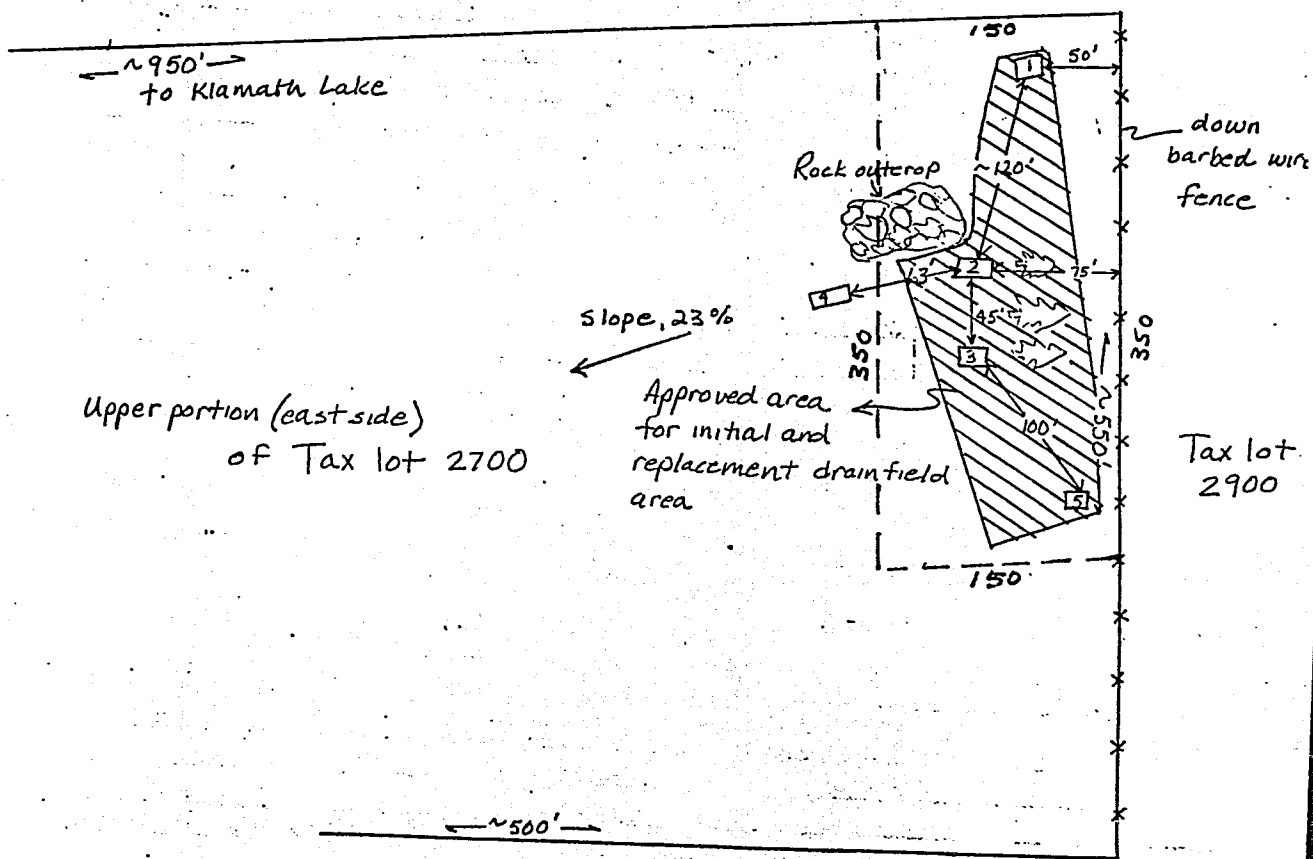 150
50'
1
~950'
to Klamath Lake
down
barbed wire
fence
~120'
Rock outcrop
2
75'
4
slope, 23%
45'
3
350
350
~550'
Upper portion (east side)
of Tax lot 2700
Approved area
for initial and
replacement drainfield
area
100'
Tax lot
2900
5
150
~500'